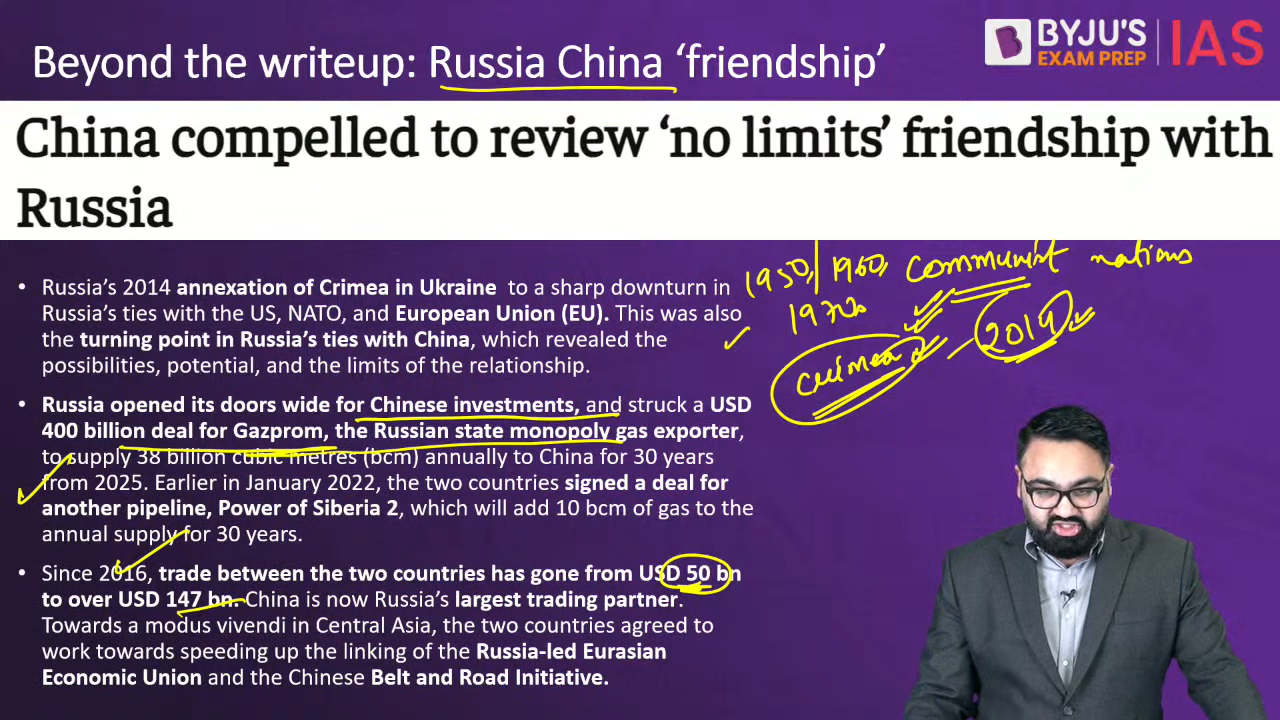 Beyond the writeup: Russia China ‘friendship’
BYJU'S
EXAM PREP
IAS
China compelled to review ‘no limits’ friendship with
Russia
1950/1960, communist nations
1970s
crimea - 2014
• Russia’s 2014 annexation of Crimea in Ukraine to a sharp downturn in
Russia’s ties with the US, NATO, and European Union (EU). This was also
the turning point in Russia’s ties with China, which revealed the
possibilities, potential, and the limits of the relationship.
• Russia opened its doors wide for Chinese investments, and struck a USD
400 billion deal for Gazprom, the Russian state monopoly gas exporter,
to supply 38 billion cubic metres (bcm) annually to China for 30 years
from 2025. Earlier in January 2022, the two countries signed a deal for
another pipeline, Power of Siberia 2, which will add 10 bcm of gas to the
annual supply for 30 years.
• Since 2016, trade between the two countries has gone from USD 50 bn
to over USD 147 bn. China is now Russia’s largest trading partner.
Towards a modus vivendi in Central Asia, the two countries agreed to
work towards speeding up the linking of the Russia-led Eurasian
Economic Union and the Chinese Belt and Road Initiative.